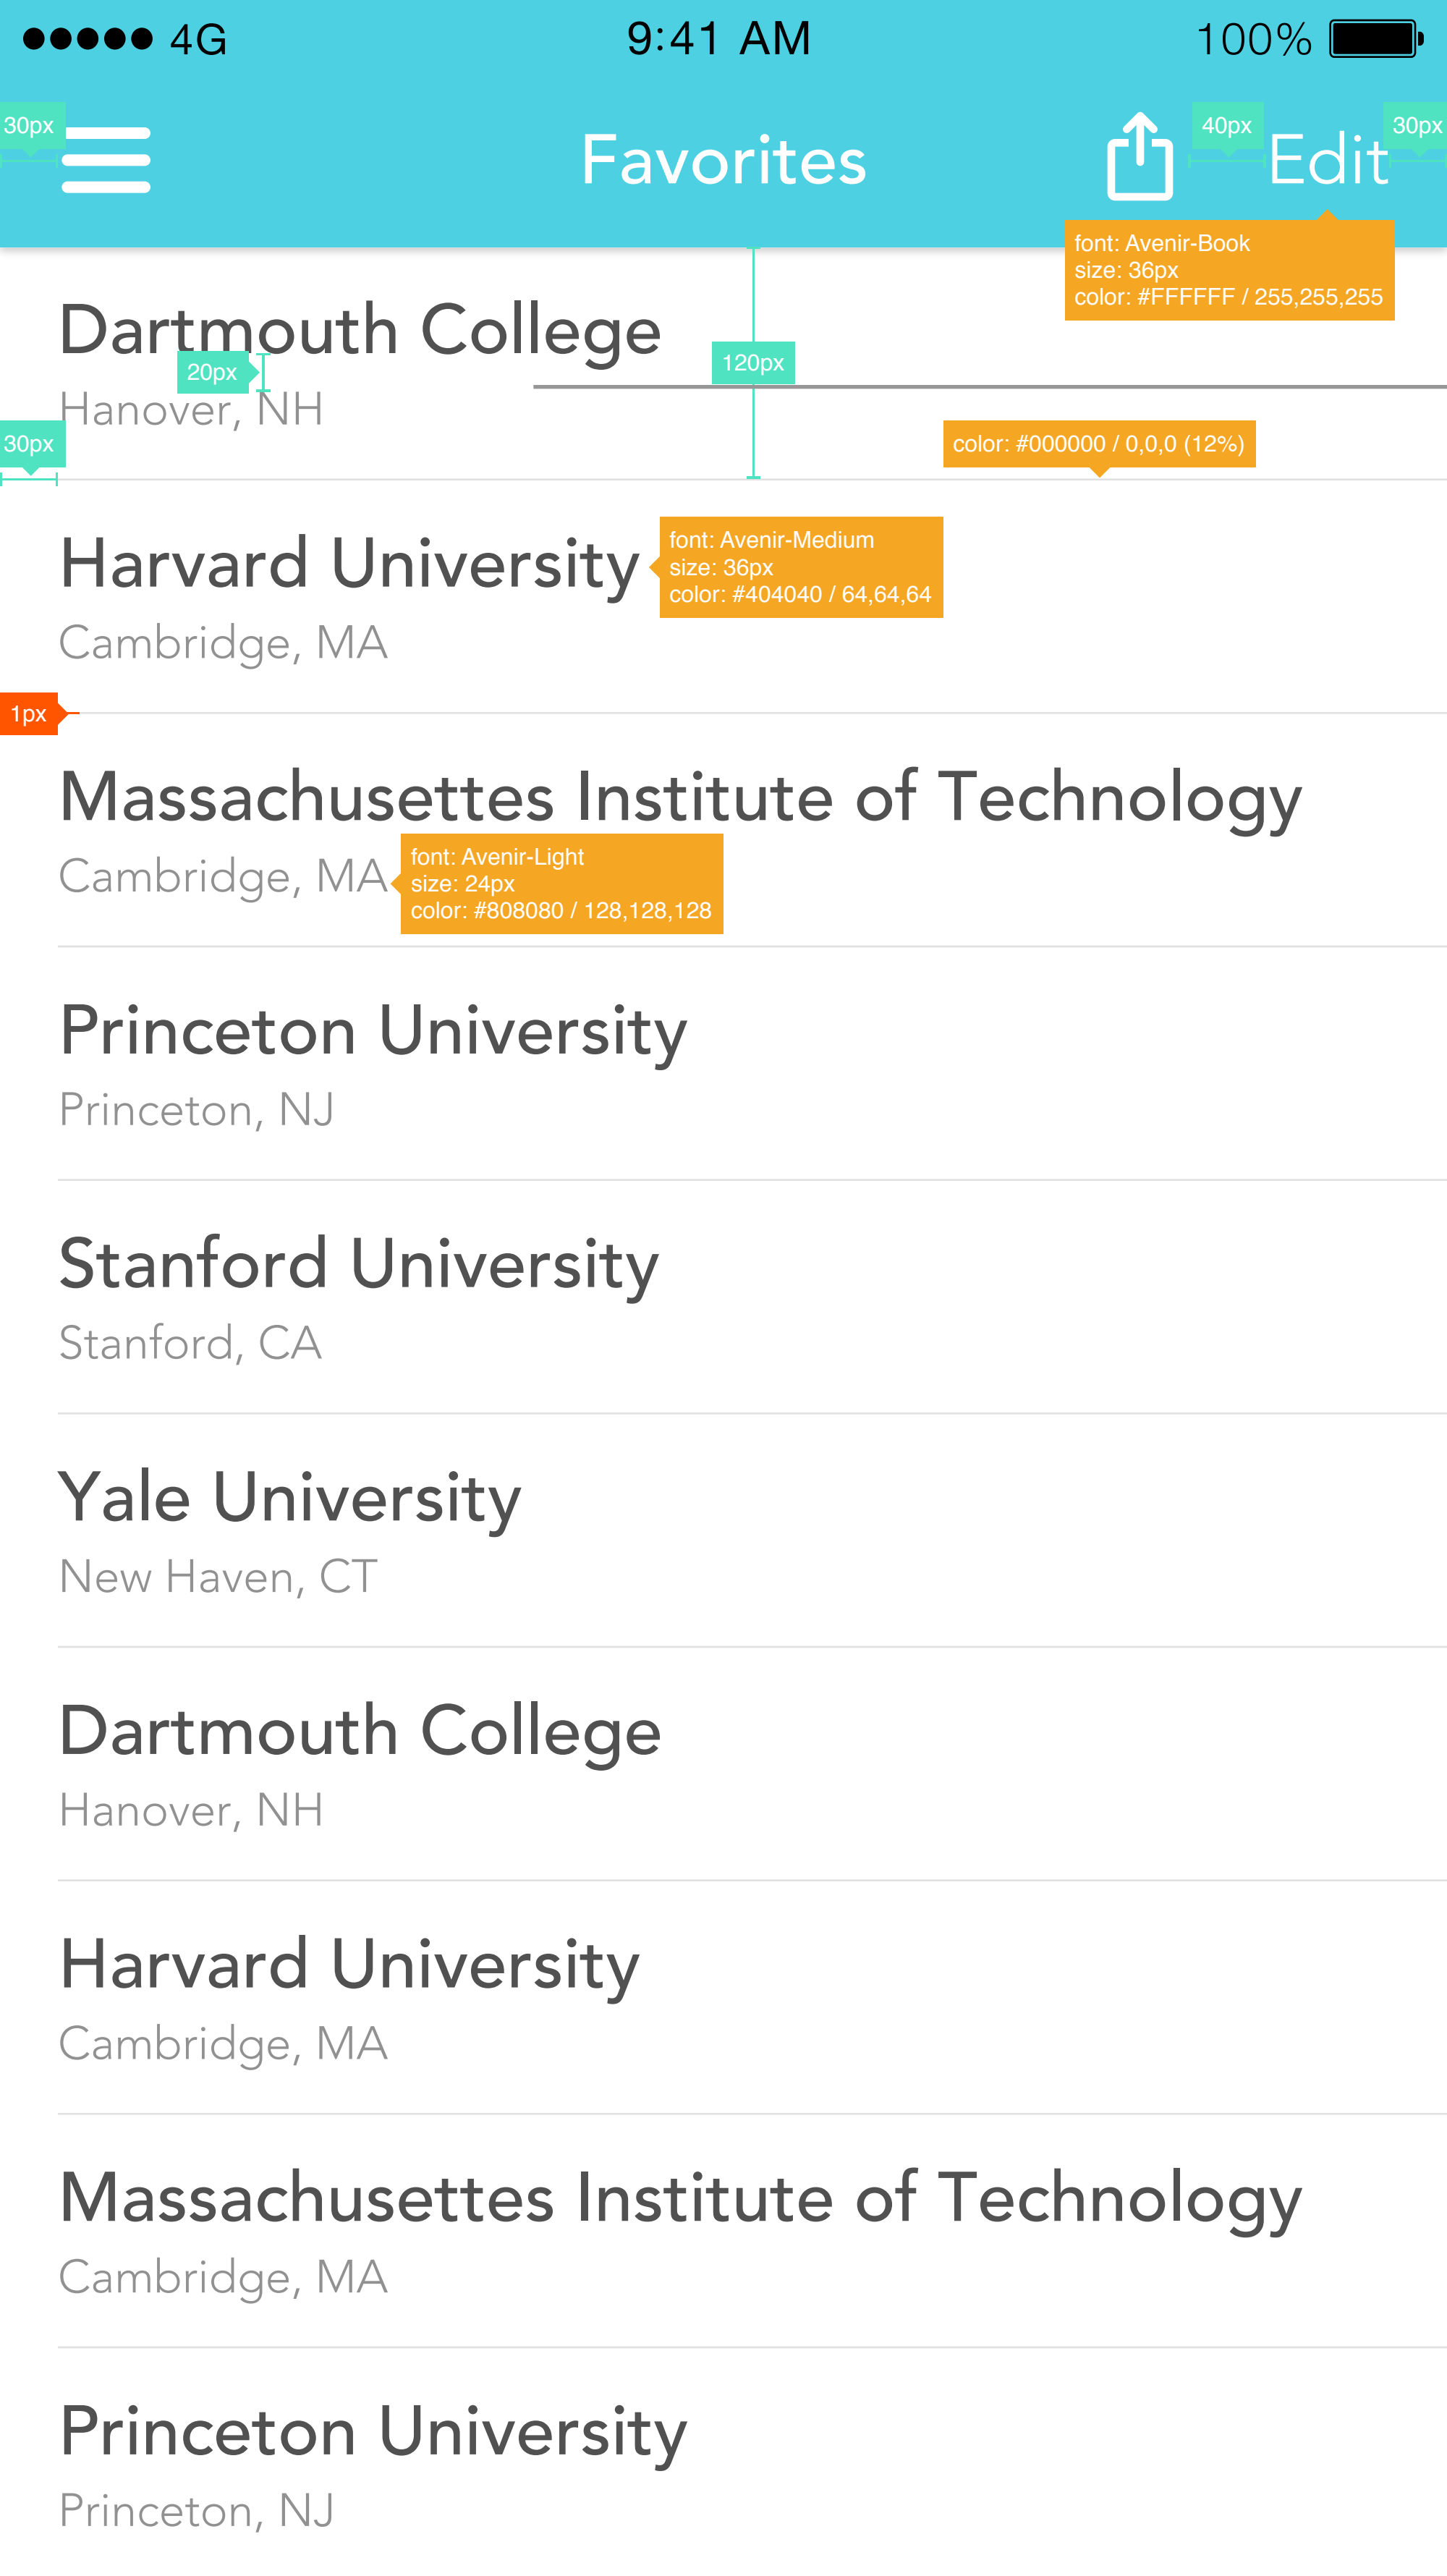 4G
9:41 AM
100%
30px
Favorites
40px
Edit
30px
font: Avenir-Book
size: 36px
color: #FFFFFF / 255,255,255
Dartmouth College
20px
120px
Hanover, NH
30px
color: #000000 / 0,0,0 (12%)
Harvard University
font: Avenir-Medium
size: 36px
color: #404040 / 64,64,64
Cambridge, MA
1px
Massachusettes Institute of Technology
Cambridge, MA
font: Avenir-Light
size: 24px
color: #808080 / 128,128,128
Princeton University
Princeton, NJ
Stanford University
Stanford, CA
Yale University
New Haven, CT
Dartmouth College
Hanover, NH
Harvard University
Cambridge, MA
Massachusettes Institute of Technology
Cambridge, MA
Princeton University
Princeton, NJ